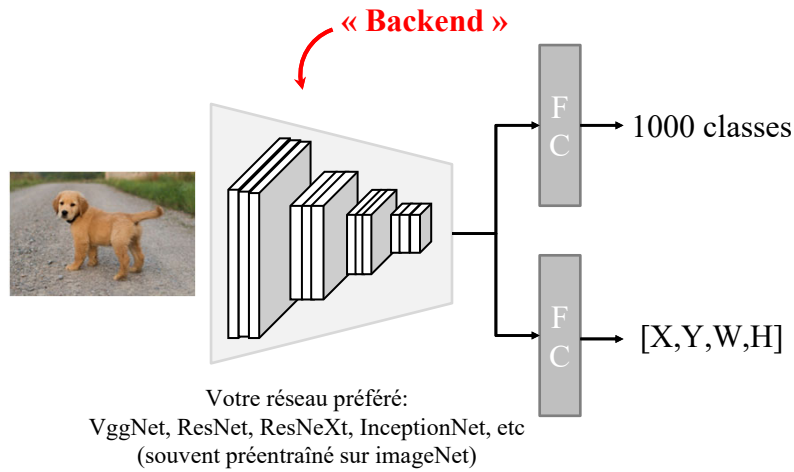 « Backend »
F
C
1000 classes
F
C
[X,Y,W,H]
Votre réseau préféré:
VggNet, ResNet, ResNeXt, InceptionNet, etc
(souvent préentraîné sur imageNet)